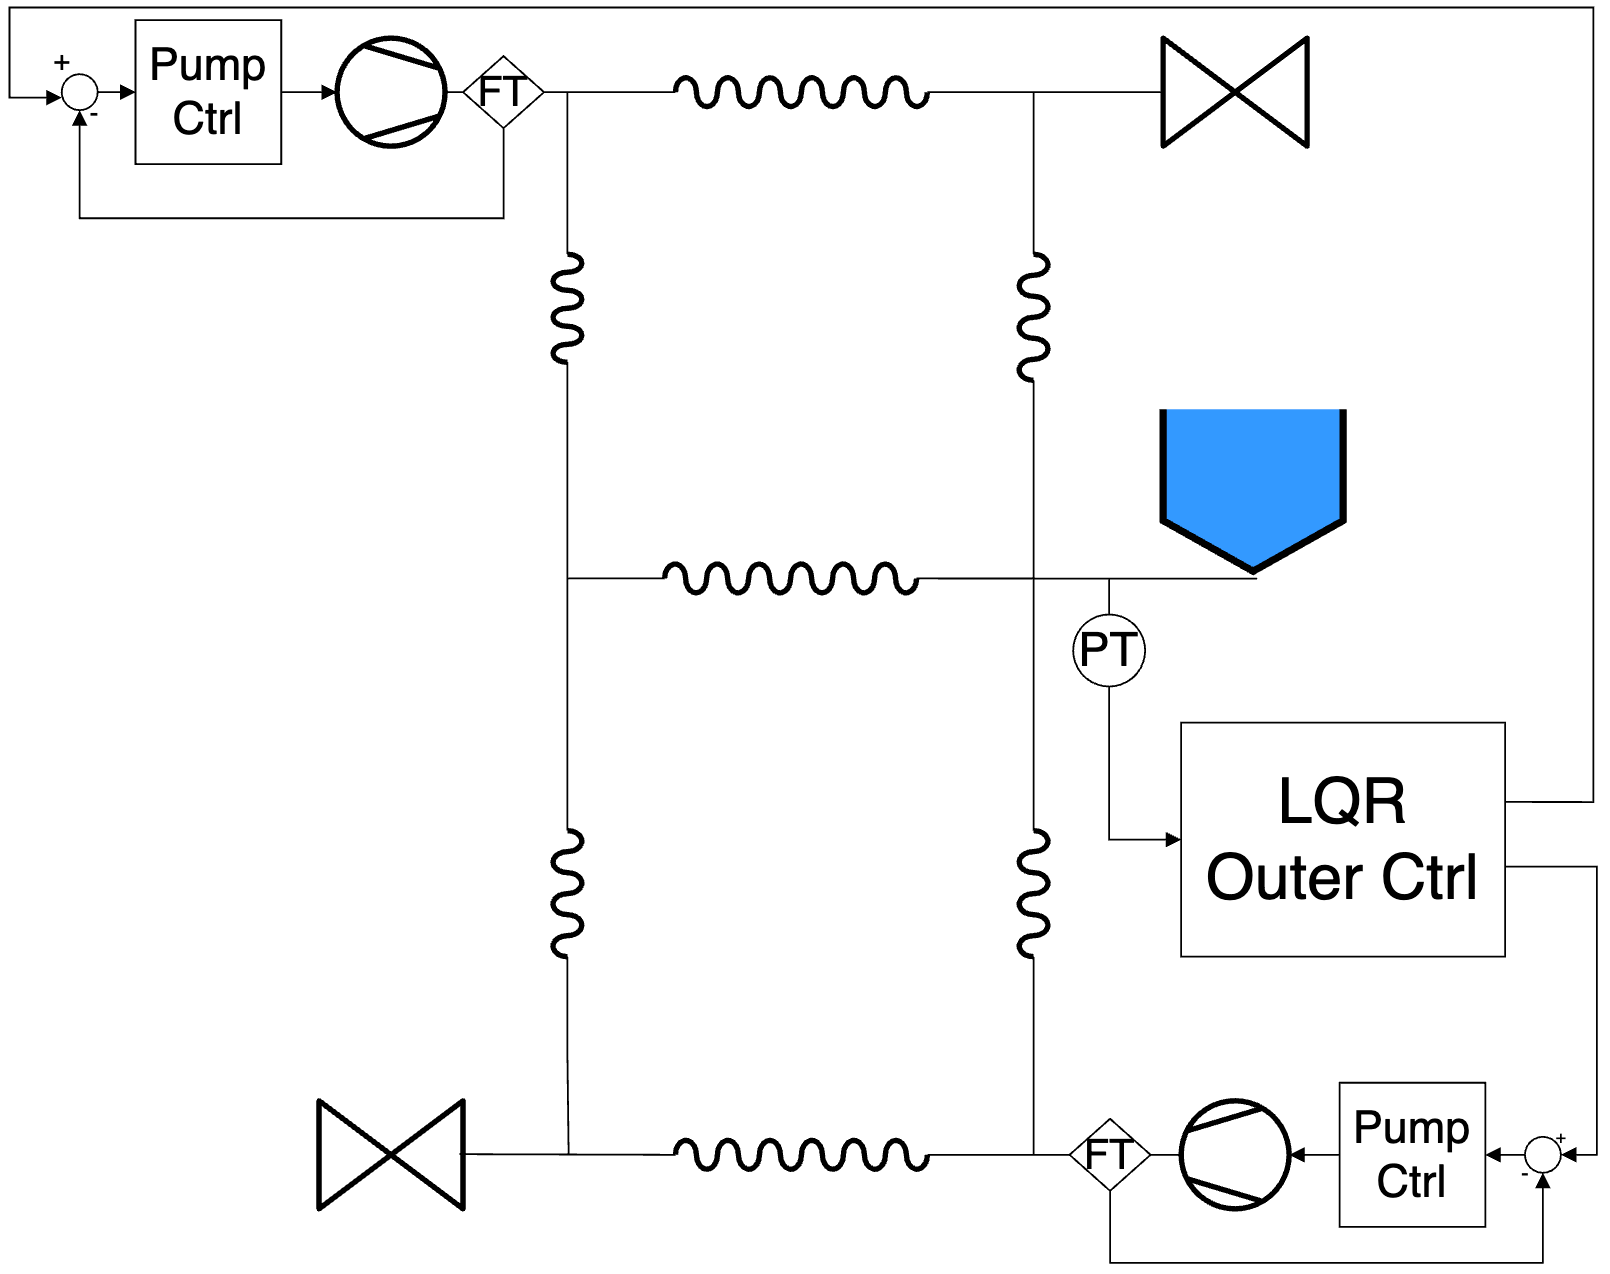 +
Pump
Ctrl
-
FT
PT
LQR
Outer Ctrl
FT
Pump
Ctrl
+
-